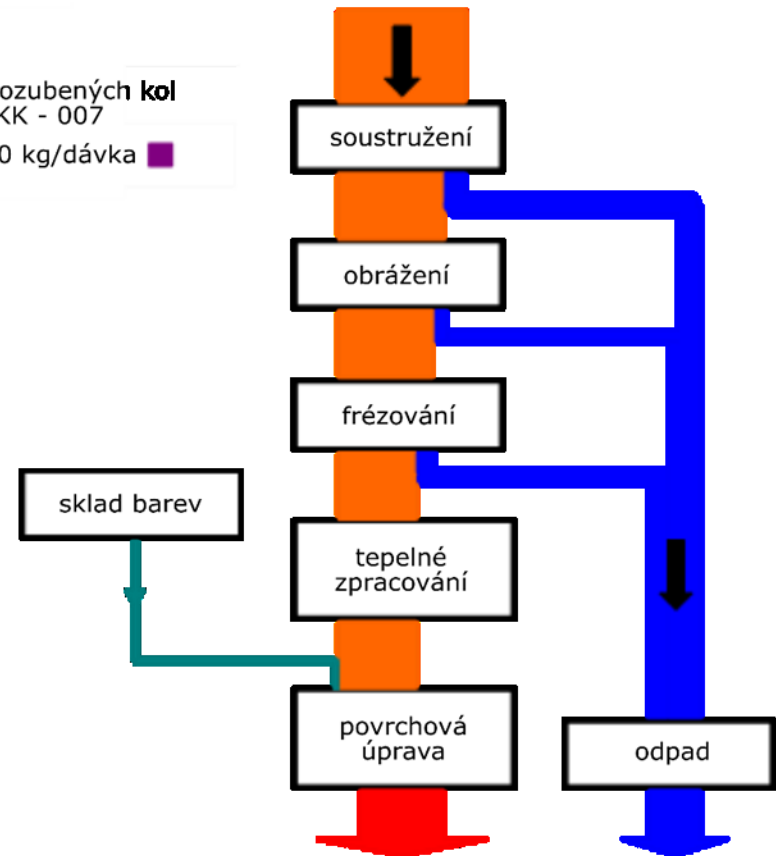 ozubených kol
KK - 007
0 kg/dávka
soustružení
obrážení
frézování
sklad barev
tepelné
zpracování
povrchová
úprava
odpad